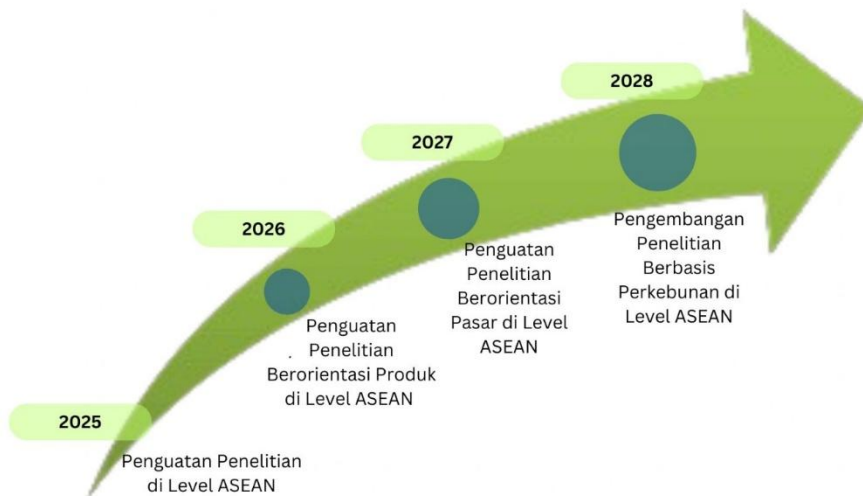 2025
Penguatan Penelitian
di Level ASEAN
2026
Penguatan
Penelitian
Berorientasi Produk
di Level ASEAN
2027
Penguatan
Penelitian
Berorientasi
Pasar di Level
ASEAN
2028
Pengembangan
Penelitian
Berbasis
Perkebunan di
Level ASEAN